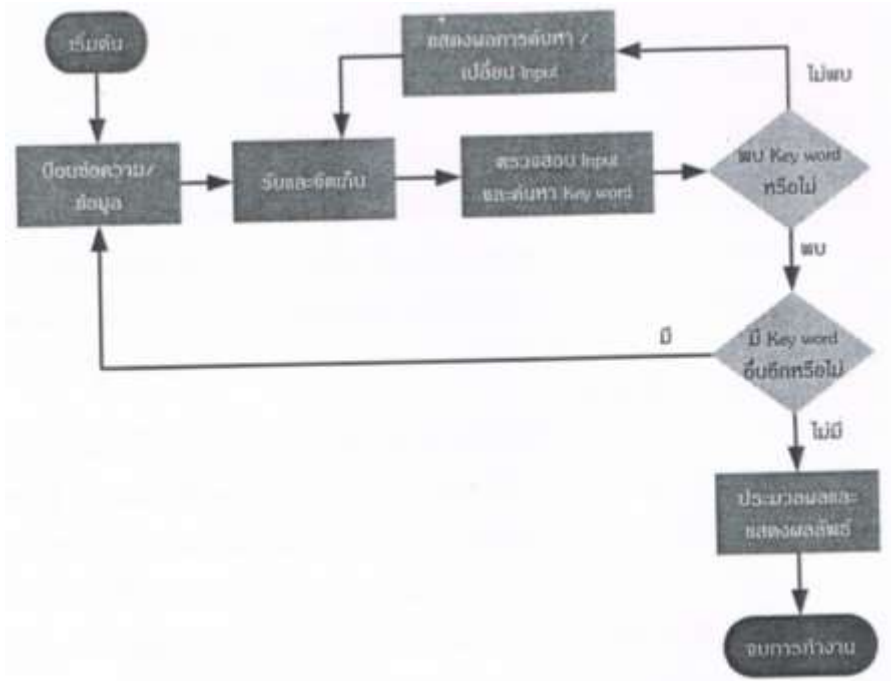 เริ่มต้น
แสดงผลการค้นหา /
เปลี่ยน Input
ไม่พบ
ป้อนข้อความ/
ข้อมูล
รับและจัดเก็บ
ตรวจสอบ Input
และค้นหา Key word
พบ Key word
หรือไม่
พบ
มี
มี Key word
อื่นอีกหรือไม่
ไม่มี
ประมวลผลและ
แสดงผลลัพธ์
จบการทำงาน